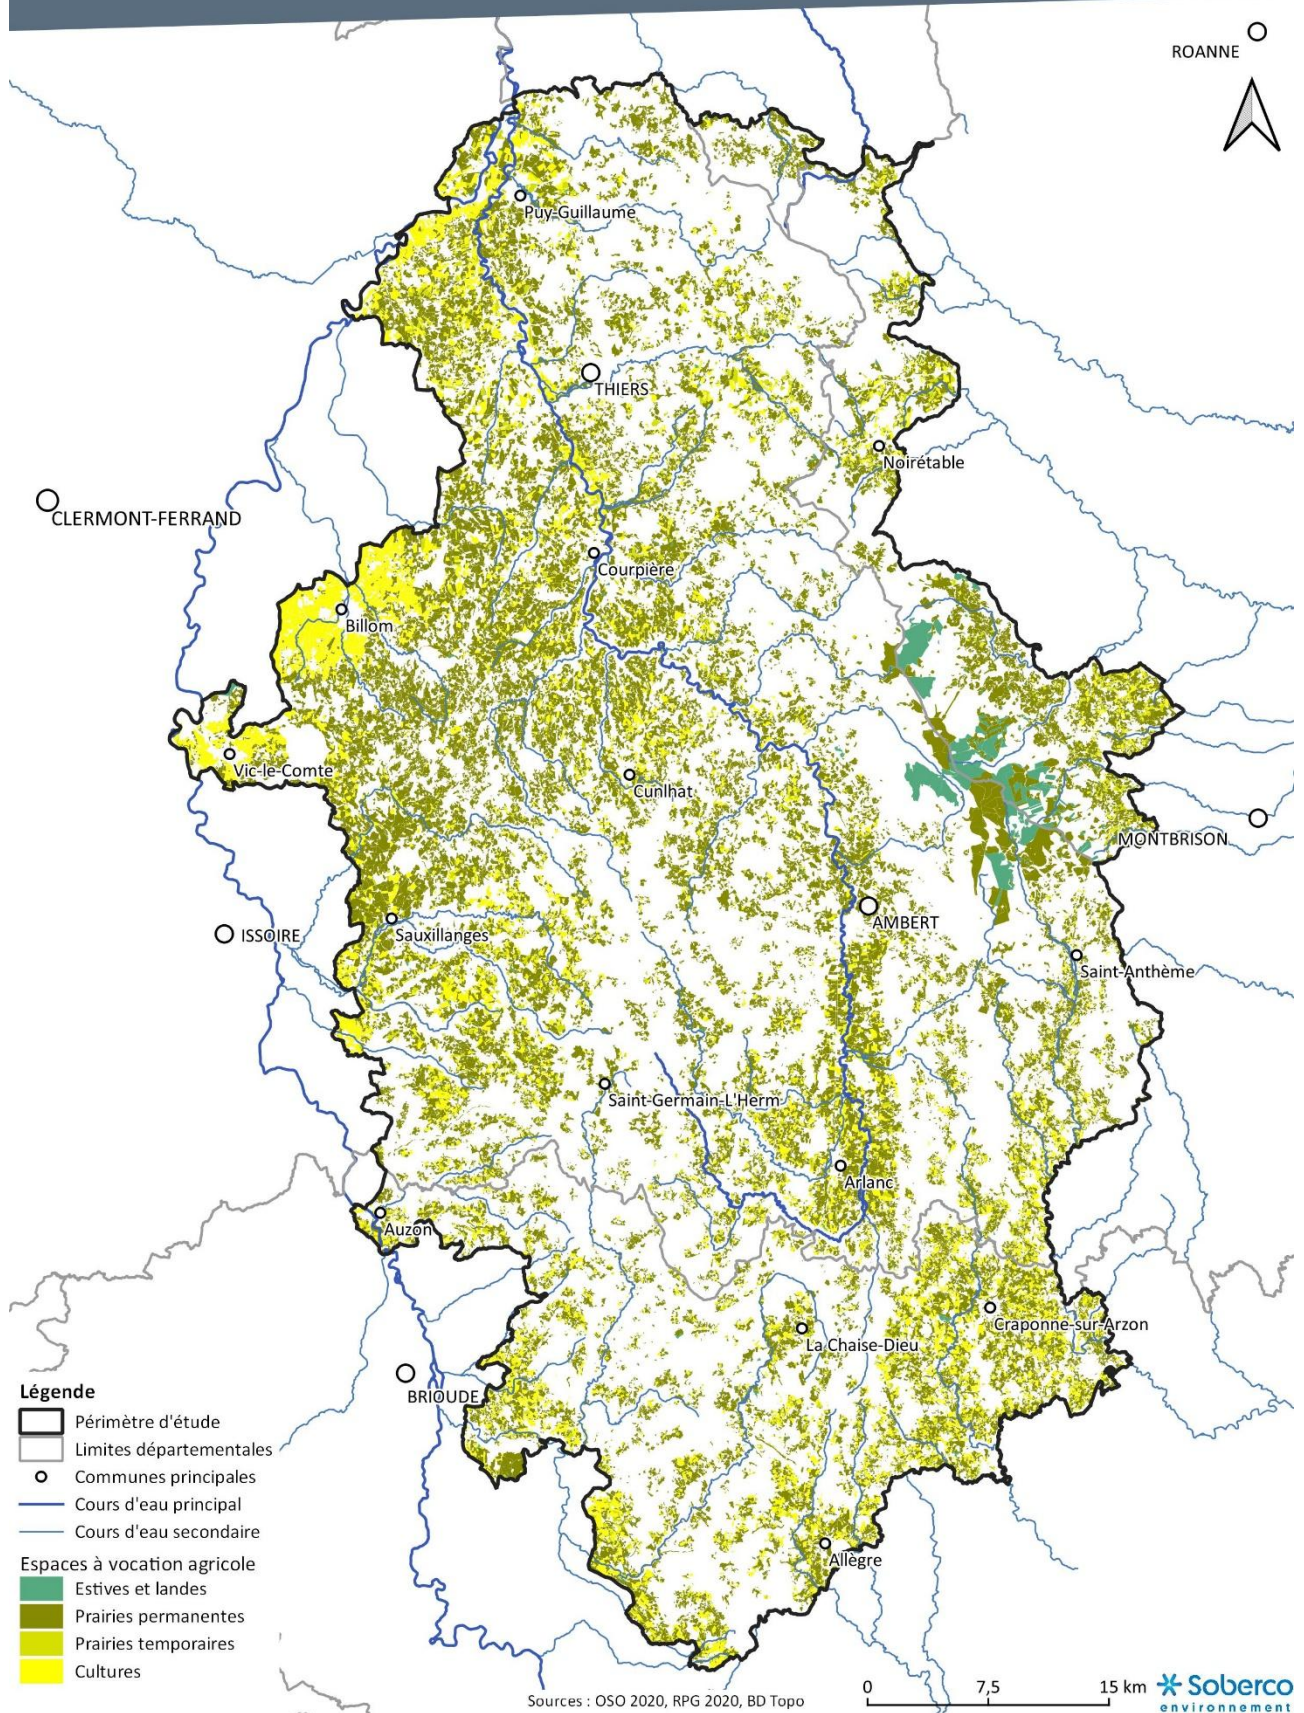 ROANNE
Puy-Guillaume
THIERS
Noirétable
CLERMONT-FERRAND
Courpière
Billom
Vic-le-Comte
Cunlhat
MONTBRISON
AMBERT
ISSOIRE
Sauxillanges
Saint-Anthème
Saint-Germain-L'Herm
Arlanc
Auzon
Craponne-sur-Arzon
La Chaise-Dieu
BRIOUDE
Allègre
Légende
Périmètre d'étude
Limites départementales
Communes principales
Cours d'eau principal
Cours d'eau secondaire
Espaces à vocation agricole
Estives et landes
Prairies permanentes
Prairies temporaires
Cultures
0 7,5 15 km
Sources : OSO 2020, RPG 2020, BD Topo
Soberco
environnement